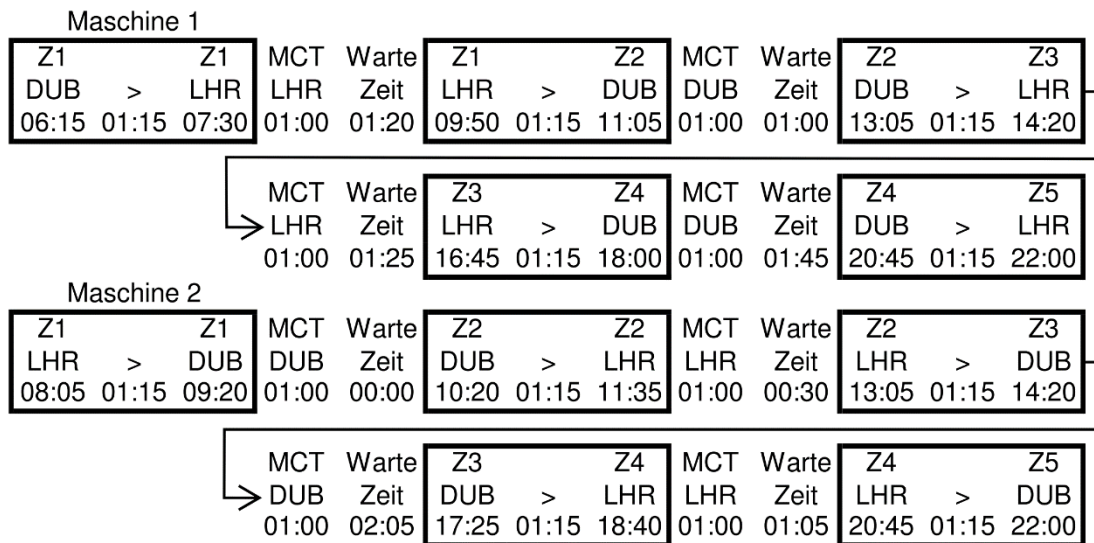 Maschine 1
Z1 Z1 MCT Warte Z1 Z2 MCT Warte Z2 Z3
DUB > LHR LHR Zeit LHR > DUB DUB Zeit DUB > LHR
06:15 01:15 07:30 01:00 01:20 09:50 01:15 11:05 01:00 01:00 13:05 01:15 14:20
MCT Warte Z3 Z4 MCT Warte Z4 Z5
LHR Zeit LHR > DUB DUB Zeit DUB > LHR
01:00 01:25 16:45 01:15 18:00 01:00 01:45 20:45 01:15 22:00
Maschine 2
Z1 Z1 MCT Warte Z2 Z2 MCT Warte Z2 Z3
LHR > DUB DUB Zeit DUB > LHR LHR Zeit LHR > DUB
08:05 01:15 09:20 01:00 00:00 10:20 01:15 11:35 01:00 00:30 13:05 01:15 14:20
MCT Warte Z3 Z4 MCT Warte Z4 Z5
DUB Zeit DUB > LHR LHR Zeit LHR > DUB
01:00 02:05 17:25 01:15 18:40 01:00 01:05 20:45 01:15 22:00